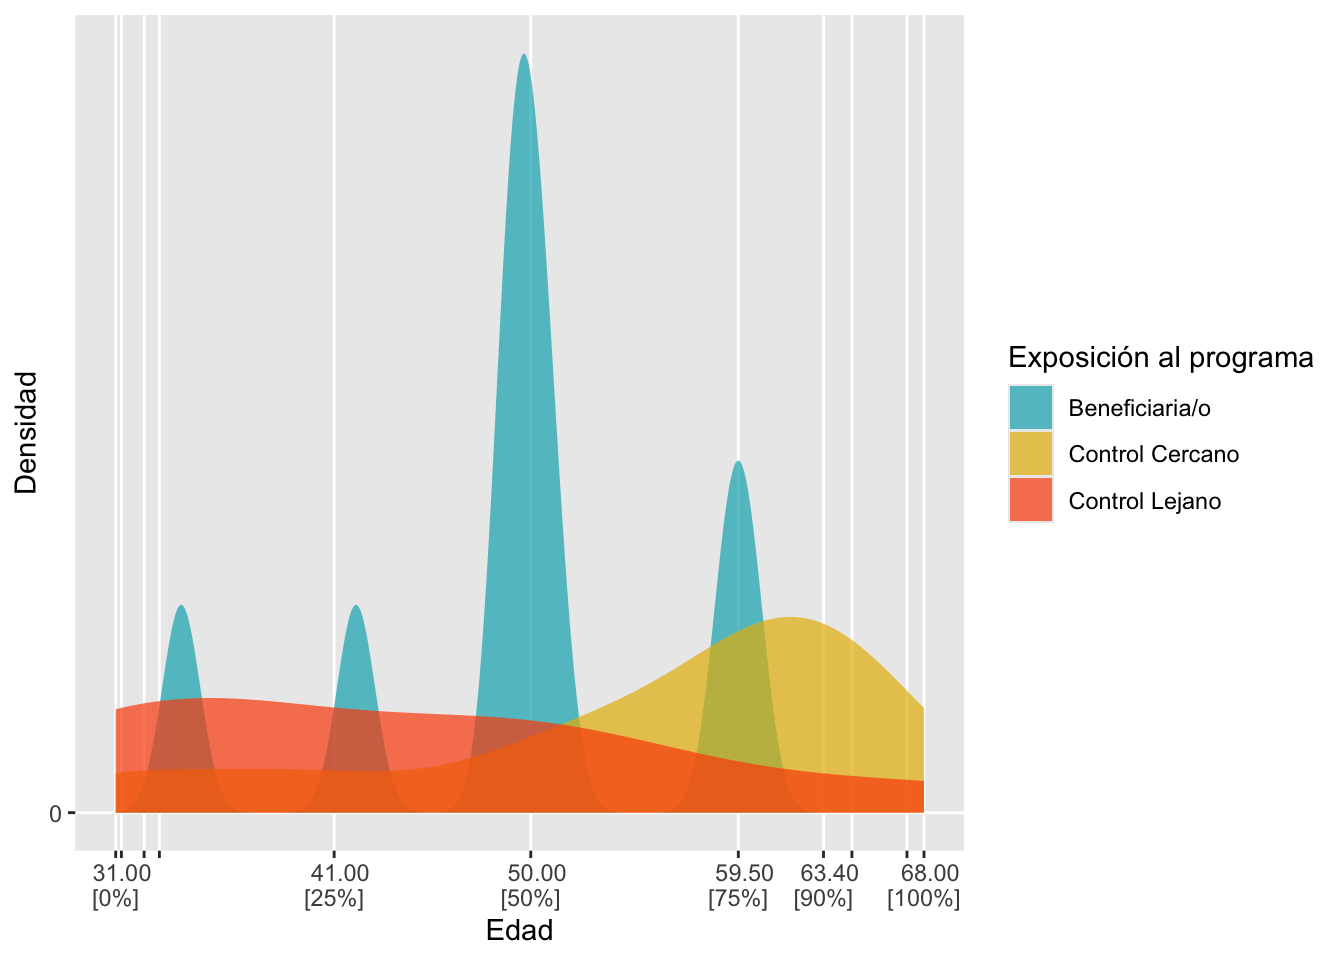 Densidad
0
31.00
[0%]
41.00
[25%]
50.00
[50%]
59.50
[75%]
63.40
[90%]
68.00
[100%]
Edad
Exposición al programa
Beneficiaria/o
Control Cercano
Control Lejano